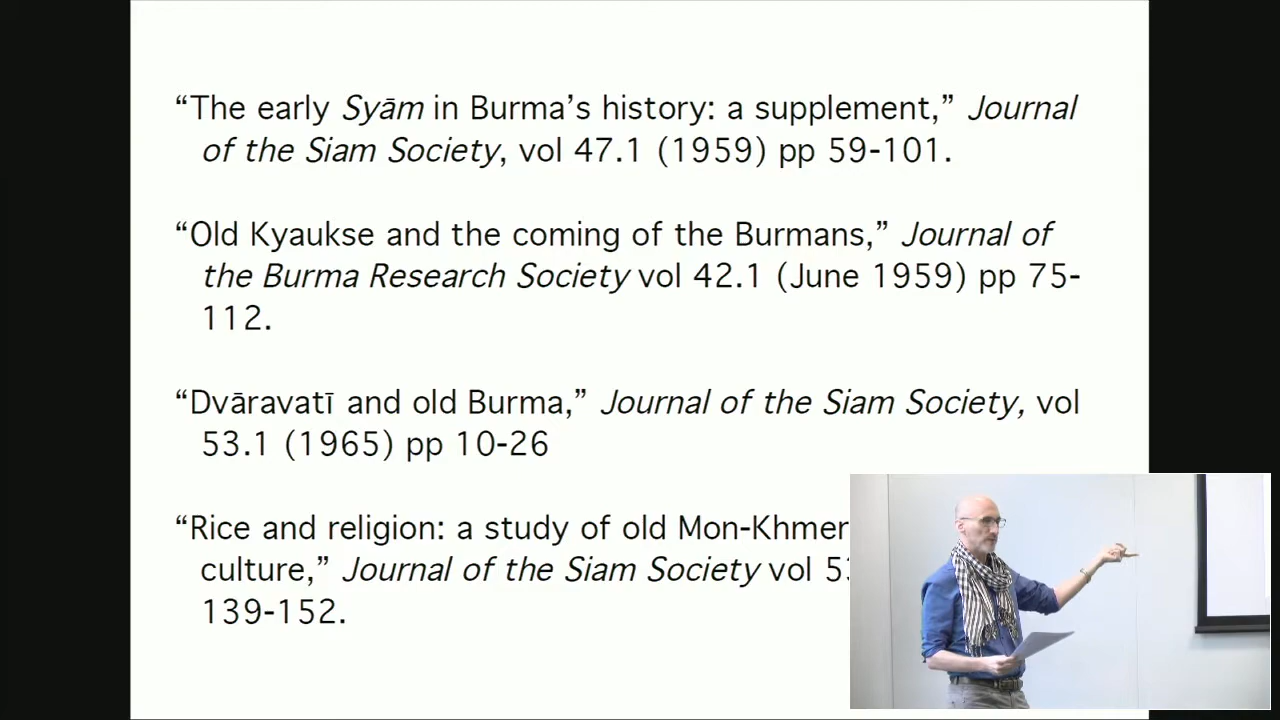 “The early Syām in Burma’s history: a supplement,” Journal
of the Siam Society, vol 47.1 (1959) pp 59-101.
“Old Kyaukse and the coming of the Burmans,” Journal of
the Burma Research Society vol 42.1 (June 1959) pp 75-
112.
“Dvāravatī and old Burma,” Journal of the Siam Society, vol
53.1 (1965) pp 10-26
“Rice and religion: a study of old Mon-Khmer
culture,” Journal of the Siam Society vol
139-152.